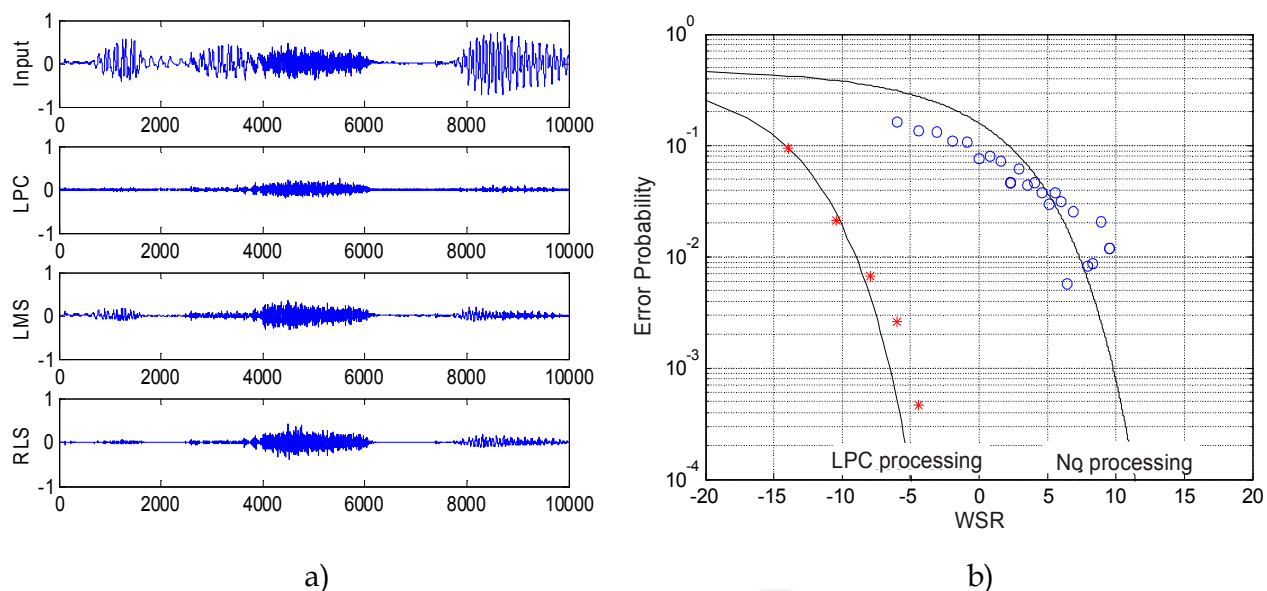 1
Input
0
-1
0 2000 4000 6000 8000 10000
1
LPC
0
-1
0 2000 4000 6000 8000 10000
1
LMS
0
-1
0 2000 4000 6000 8000 10000
1
RLS
0
-1
0 2000 4000 6000 8000 10000
a)
10^0
10^-1
10^-2
10^-3
10^-4
Error Probability
LPC processing
No processing
-20 -15 -10 -5 0 5 10 15 20
WSR
b)